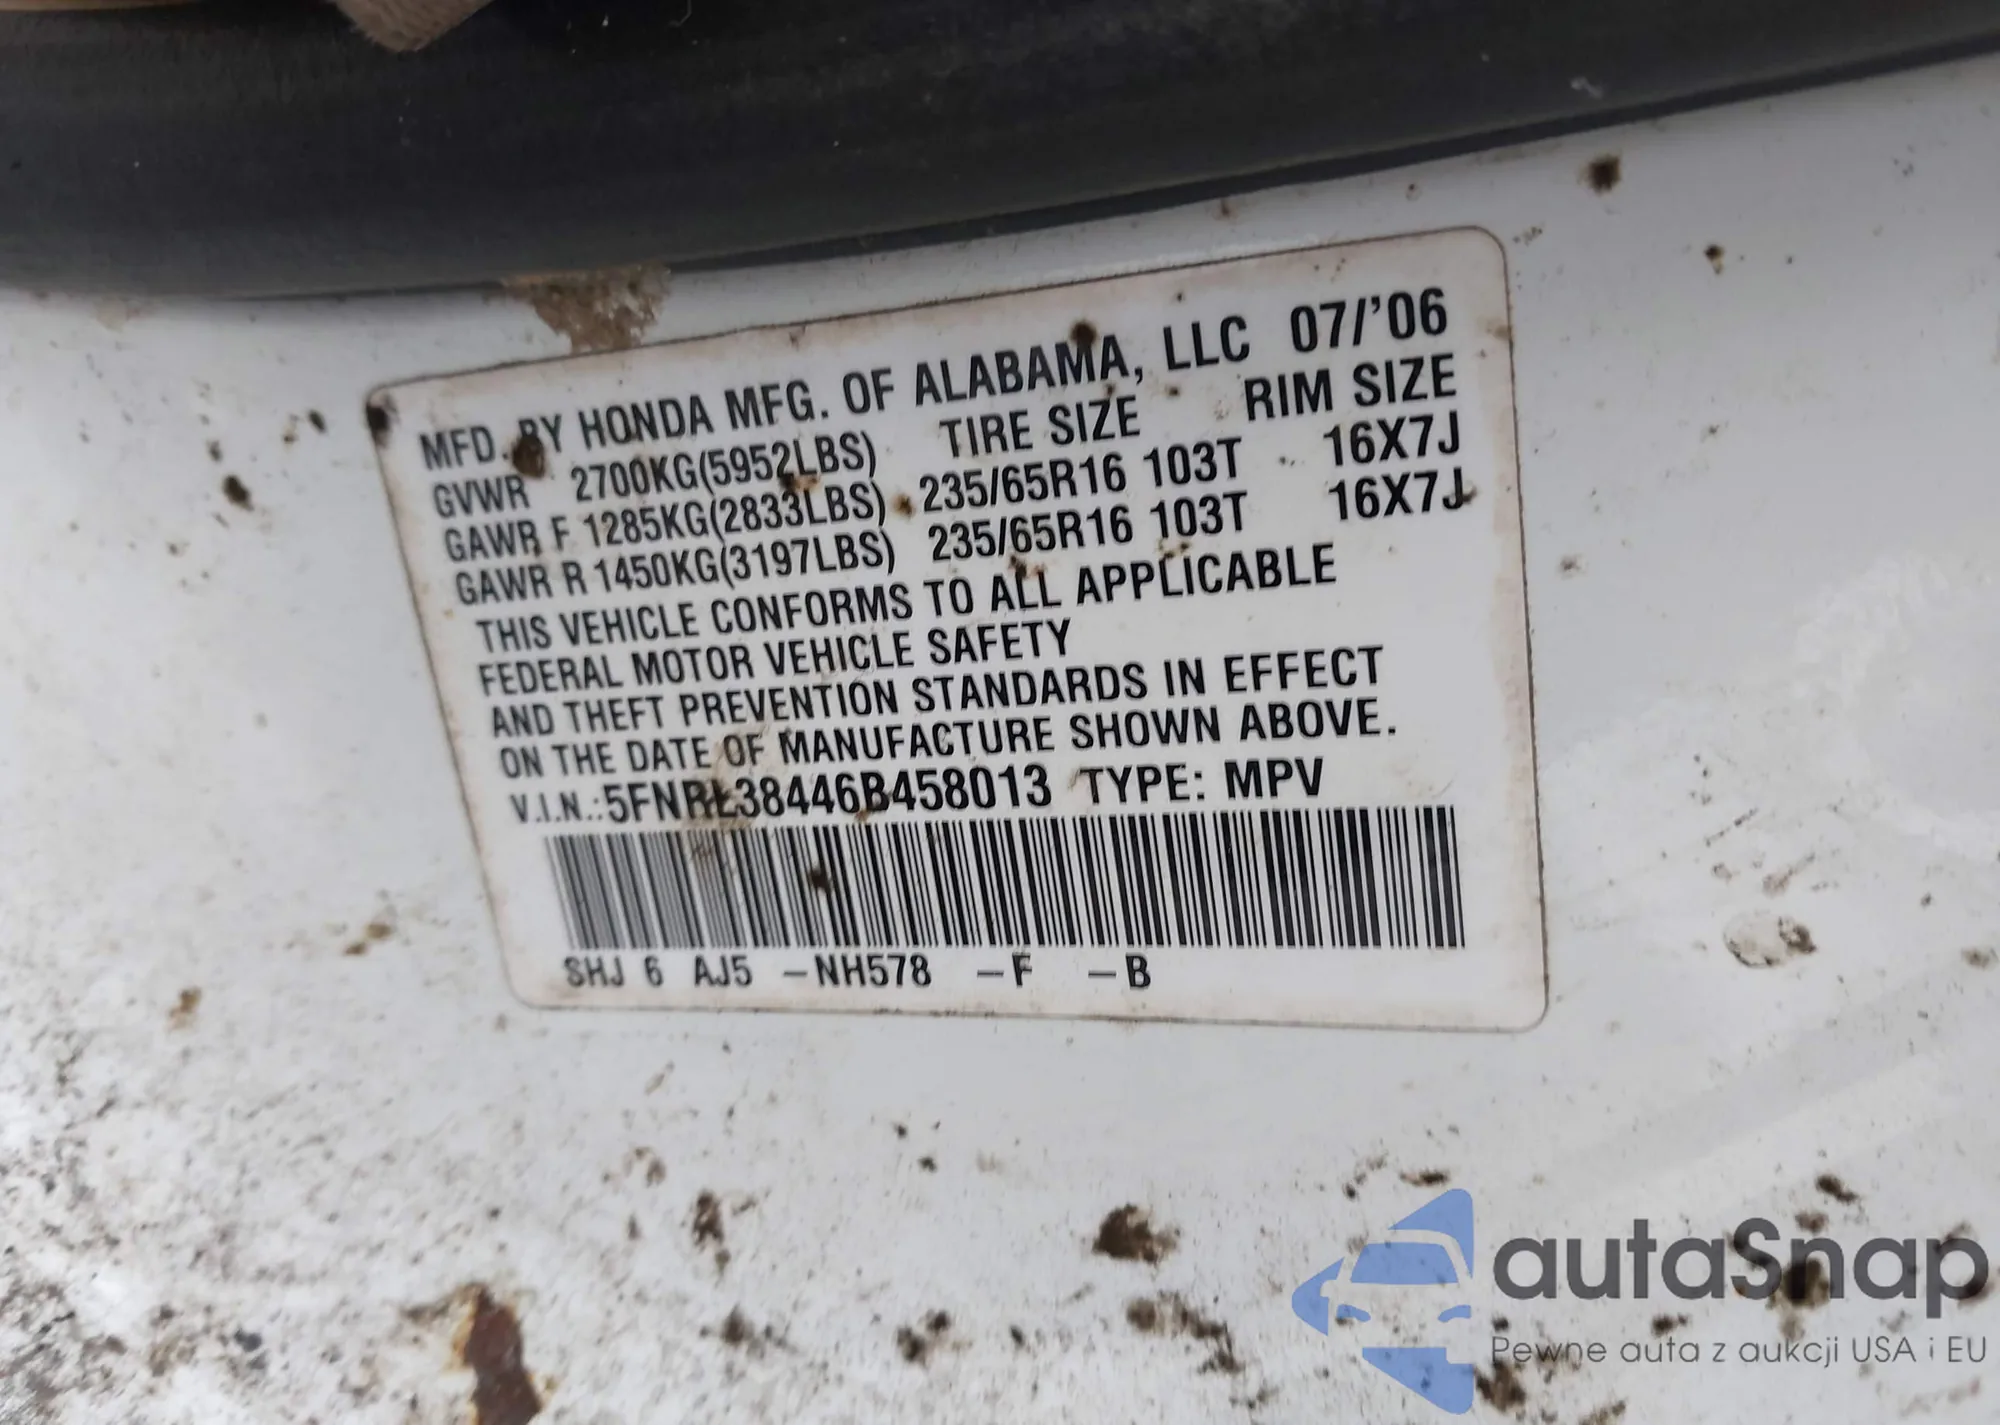 MFD. BY HONDA MFG. OF ALABAMA, LLC 07/'06
GVWR 2700KG(5952LBS) TIRE SIZE RIM SIZE
GAWR F 1285KG(2833LBS) 235/65R16 103T 16X7J
GAWR R 1450KG(3197LBS) 235/65R16 103T 16X7J
THIS VEHICLE CONFORMS TO ALL APPLICABLE
FEDERAL MOTOR VEHICLE SAFETY
AND THEFT PREVENTION STANDARDS IN EFFECT
ON THE DATE OF MANUFACTURE SHOWN ABOVE.
V.I.N.:5FNRL38446B458013 TYPE: MPV
SHJ 6 AJ5 -NH578 -F -B
autaSnap
Pewne auta z aukcji USA i EU